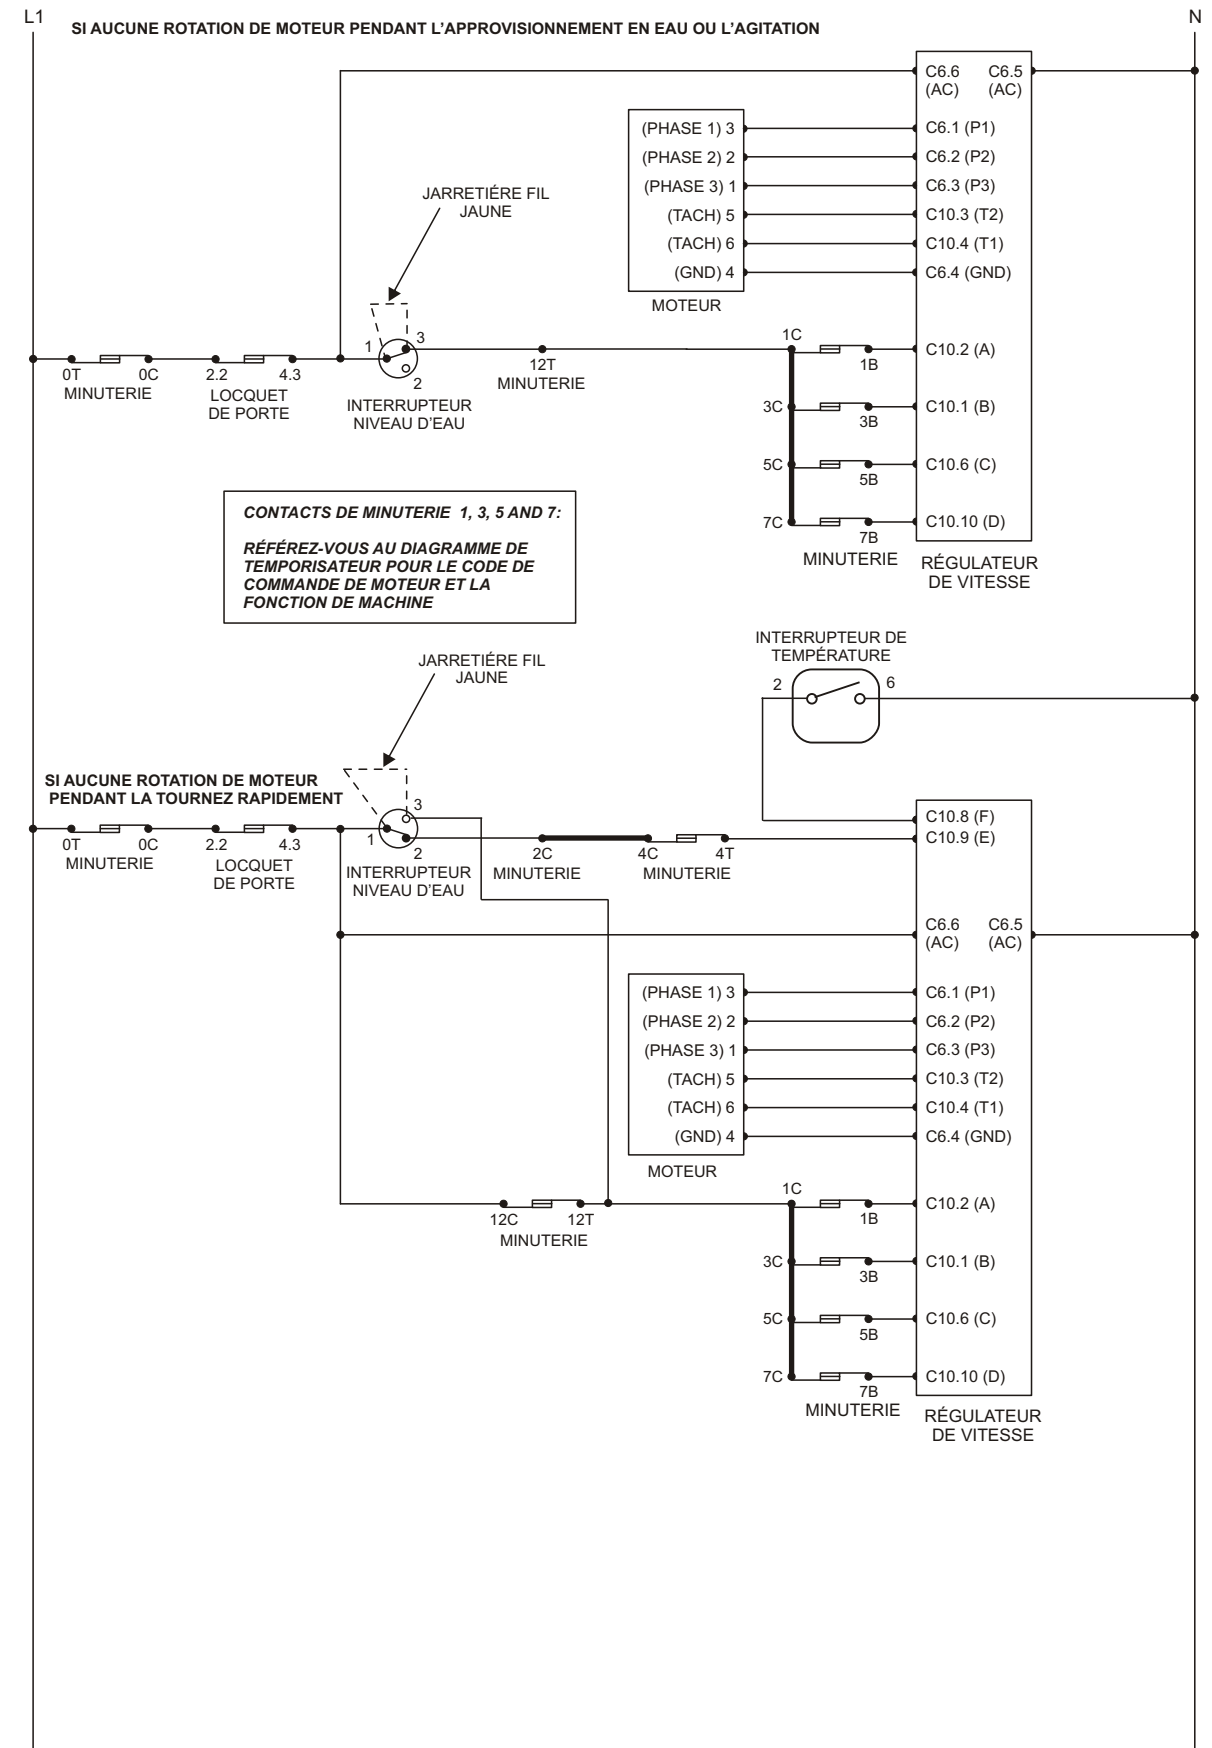 L1
N
SI AUCUNE ROTATION DE MOTEUR PENDANT L'APPROVISIONNEMENT EN EAU OU L'AGITATION
C6.6 C6.5
(AC) (AC)
(PHASE 1) 3
C6.1 (P1)
(PHASE 2) 2
C6.2 (P2)
(PHASE 3) 1
C6.3 (P3)
(TACH) 5
C10.3 (T2)
(TACH) 6
C10.4 (T1)
(GND) 4
C6.4 (GND)
MOTEUR
JARRETIÉRE FIL
JAUNE
0T 0C
MINUTERIE
2.2 4.3
LOCQUET
DE PORTE
1 3
2
INTERRUPTEUR
NIVEAU D'EAU
12T
MINUTERIE
1C
1B
C10.2 (A)
3C
3B
C10.1 (B)
5C
5B
C10.6 (C)
7C
7B
C10.10 (D)
MINUTERIE
RÉGULATEUR
DE VITESSE
CONTACTS DE MINUTERIE 1, 3, 5 AND 7:
RÉFÉREZ-VOUS AU DIAGRAMME DE
TEMPORISATEUR POUR LE CODE DE
COMMANDE DE MOTEUR ET LA
FONCTION DE MACHINE
INTERRUPTEUR DE
TEMPÉRATURE
2 6
JARRETIÉRE FIL
JAUNE
SI AUCUNE ROTATION DE MOTEUR
PENDANT LA TOURNEZ RAPIDEMENT
0T 0C
MINUTERIE
2.2 4.3
LOCQUET
DE PORTE
1 3
2
INTERRUPTEUR
NIVEAU D'EAU
2C
MINUTERIE
4C 4T
MINUTERIE
C10.8 (F)
C10.9 (E)
C6.6 C6.5
(AC) (AC)
(PHASE 1) 3
C6.1 (P1)
(PHASE 2) 2
C6.2 (P2)
(PHASE 3) 1
C6.3 (P3)
(TACH) 5
C10.3 (T2)
(TACH) 6
C10.4 (T1)
(GND) 4
C6.4 (GND)
MOTEUR
12C 12T
MINUTERIE
1C
1B
C10.2 (A)
3C
3B
C10.1 (B)
5C
5B
C10.6 (C)
7C
7B
C10.10 (D)
MINUTERIE
RÉGULATEUR
DE VITESSE